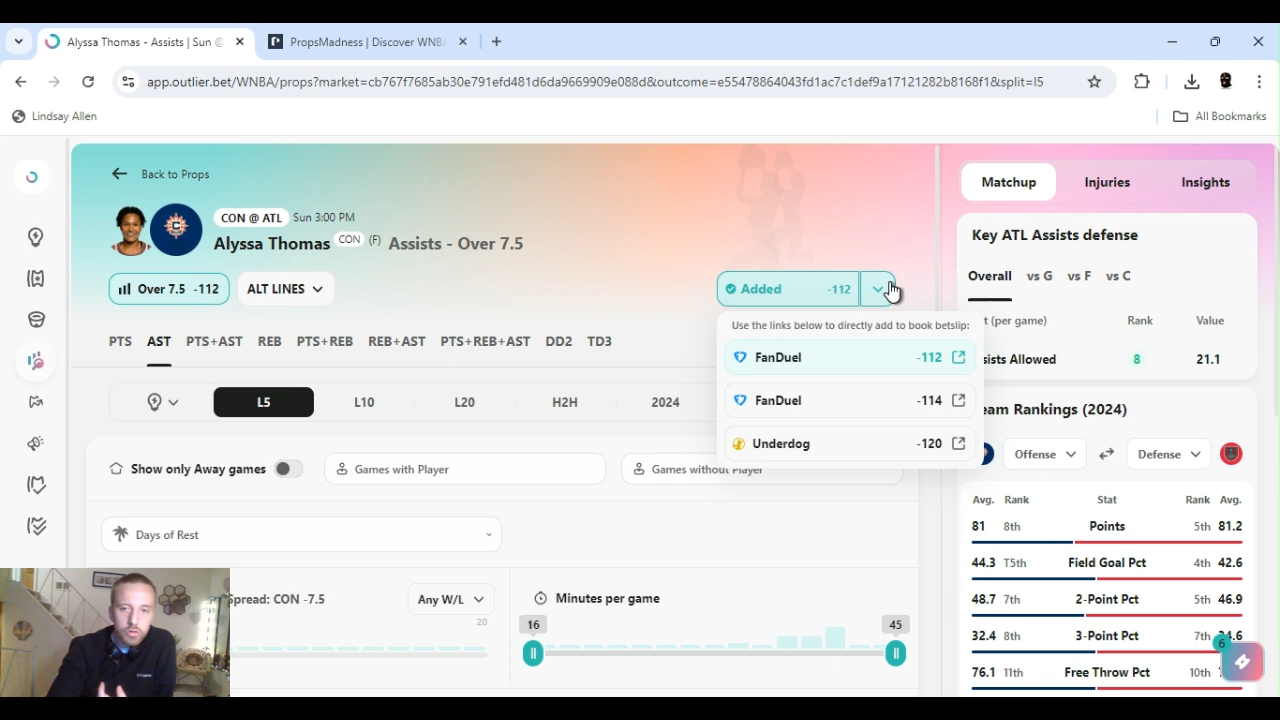 Alyssa Thomas - Assists | Sun @
PropsMadness | Discover WNB
app.outlier.bet/WNBA/props?market=cb767f7685ab30e791efd481d6da9669909e088d&outcome=e55478864043fd1ac7c1def9a17121282b8168f1&split=l5
Lindsay Allen
All Bookmarks
Back to Props
CON @ ATL Sun 3:00 PM
Alyssa Thomas CON (F) Assists - Over 7.5
Over 7.5 -112 ALT LINES
Added -112
Use the links below to directly add to book betslip:
FanDuel -112
FanDuel -114
Underdog -120
PTS AST PTS+AST REB PTS+REB REB+AST PTS+REB+AST DD2 TD3
L5 L10 L20 H2H 2024
Show only Away games Games with Player Games without Player
Days of Rest
Spread: CON -7.5 Any W/L
20
Minutes per game
16 45
Matchup Injuries Insights
Key ATL Assists defense
Overall vs G vs F vs C
(per game) Rank Value
Allowed 8 21.1
Rankings (2024)
Offense Defense
Avg. Rank Stat Rank Avg.
81 8th Points 5th 81.2
44.3 T5th Field Goal Pct 4th 42.6
48.7 7th 2-Point Pct 5th 46.9
32.4 8th 3-Point Pct 7th
6
76.1 11th Free Throw Pct 10th